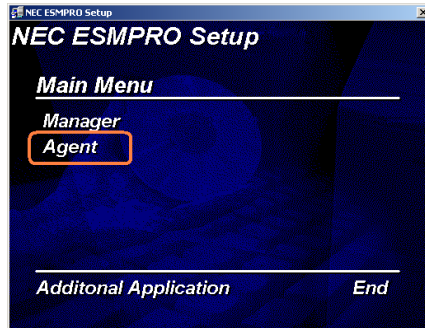 NEC ESMPRO Setup
NEC ESMPRO Setup
Main Menu
Manager
Agent
Additonal Application End